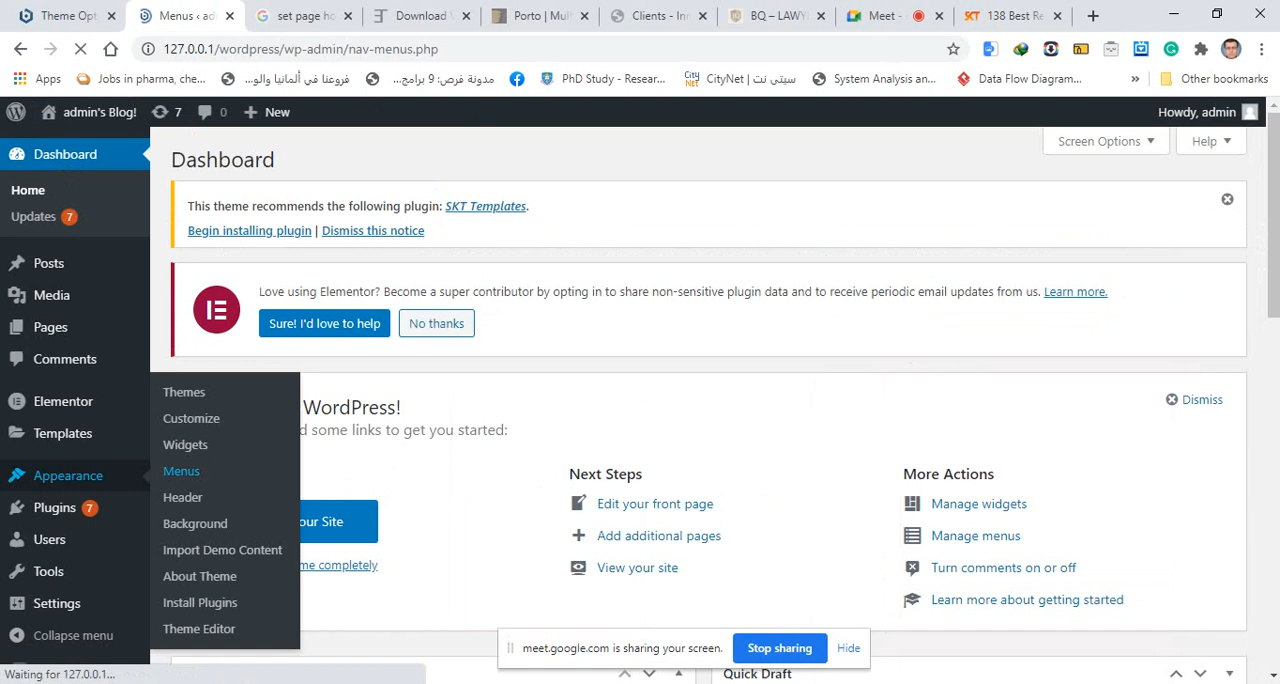 Theme Opt
Menus ‹ adm
set page ho
Download
Porto | Mul
Clients - Inn
BQ – LAWY
Meet -
SKT 138 Best Re
127.0.0.1/wordpress/wp-admin/nav-menus.php
Apps
Jobs in pharma, che...
فروعنا في ألمانيا والو...
مدونة فرص: 9 برامج...
PhD Study - Resear...
City Net
CityNet | سيتي نت
System Analysis an...
Data Flow Diagram...
»
Other bookmarks
admin's Blog!
7
0
New
Howdy, admin
Dashboard
Home
Updates 7
Posts
Media
Pages
Comments
Elementor
Templates
Appearance
Plugins 7
Users
Tools
Settings
Collapse menu
Themes
Customize
Widgets
Menus
Header
Background
Import Demo Content
About Theme
Install Plugins
Theme Editor
Dashboard
Screen Options
Help
This theme recommends the following plugin: SKT Templates.
Begin installing plugin | Dismiss this notice
Love using Elementor? Become a super contributor by opting in to share non-sensitive plugin data and to receive periodic email updates from us. Learn more.
Sure! I'd love to help
No thanks
WordPress!
d some links to get you started:
Dismiss
our Site
me completely
Next Steps
Edit your front page
Add additional pages
View your site
More Actions
Manage widgets
Manage menus
Turn comments on or off
Learn more about getting started
meet.google.com is sharing your screen.
Stop sharing
Hide
Quick Draft
Waiting for 127.0.0.1...